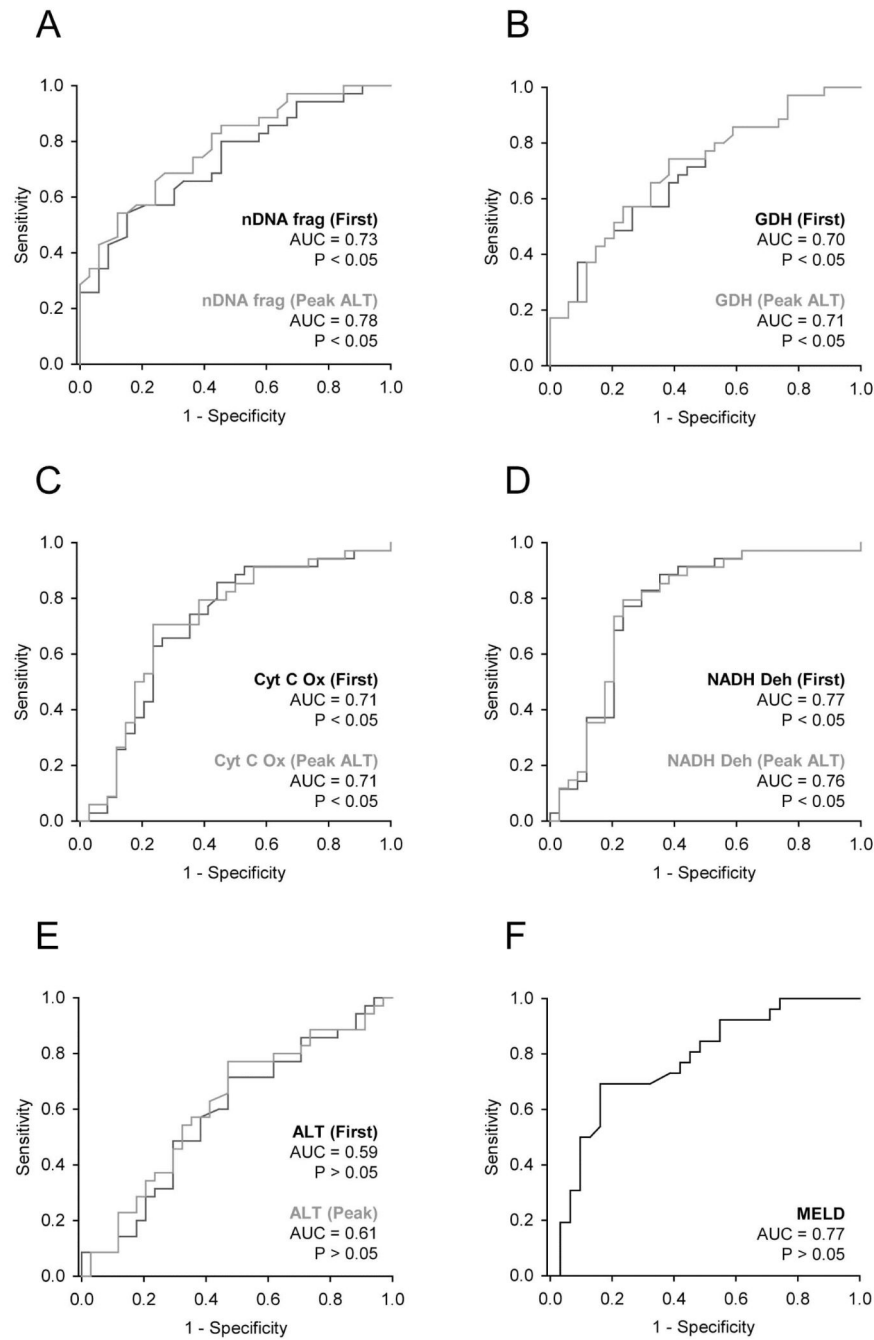 A
1.0
0.8
0.6
0.4
0.2
0.0
Sensitivity
nDNA frag (First)
AUC = 0.73
P < 0.05
nDNA frag (Peak ALT)
AUC = 0.78
P < 0.05
0.0 0.2 0.4 0.6 0.8 1.0
1 - Specificity
B
1.0
0.8
0.6
0.4
0.2
0.0
Sensitivity
GDH (First)
AUC = 0.70
P < 0.05
GDH (Peak ALT)
AUC = 0.71
P < 0.05
0.0 0.2 0.4 0.6 0.8 1.0
1 - Specificity
C
1.0
0.8
0.6
0.4
0.2
0.0
Sensitivity
Cyt C Ox (First)
AUC = 0.71
P < 0.05
Cyt C Ox (Peak ALT)
AUC = 0.71
P < 0.05
0.0 0.2 0.4 0.6 0.8 1.0
1 - Specificity
D
1.0
0.8
0.6
0.4
0.2
0.0
Sensitivity
NADH Deh (First)
AUC = 0.77
P < 0.05
NADH Deh (Peak ALT)
AUC = 0.76
P < 0.05
0.0 0.2 0.4 0.6 0.8 1.0
1 - Specificity
E
1.0
0.8
0.6
0.4
0.2
0.0
Sensitivity
ALT (First)
AUC = 0.59
P > 0.05
ALT (Peak)
AUC = 0.61
P > 0.05
0.0 0.2 0.4 0.6 0.8 1.0
1 - Specificity
F
1.0
0.8
0.6
0.4
0.2
0.0
Sensitivity
MELD
AUC = 0.77
P > 0.05
0.0 0.2 0.4 0.6 0.8 1.0
1 - Specificity